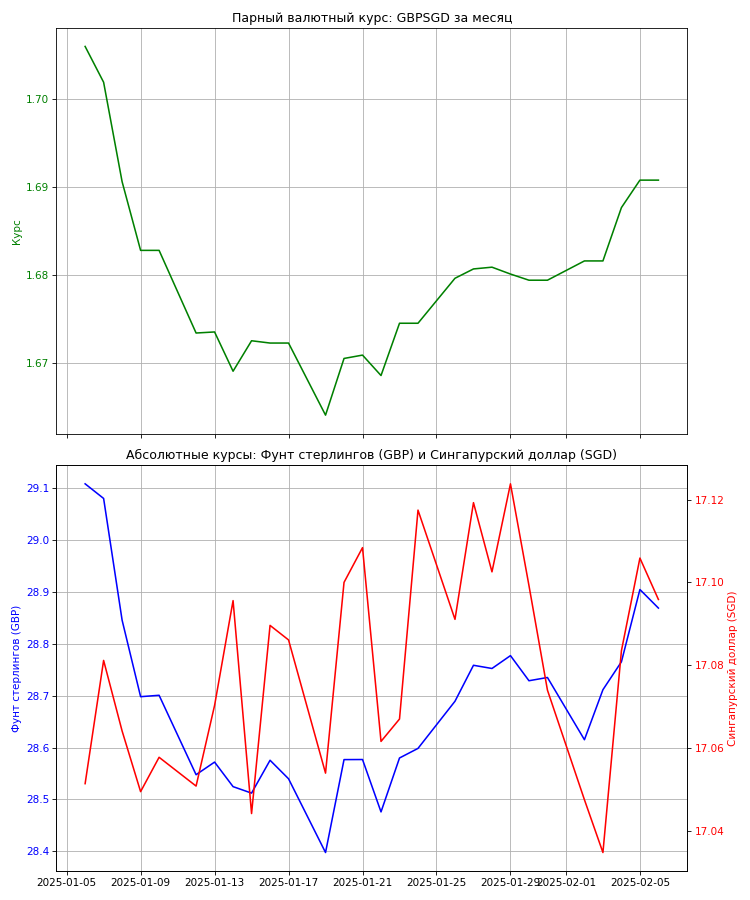 Парный валютный курс: GBPSGD за месяц
1.70
1.69
1.68
1.67
Курс
Абсолютные курсы: Фунт стерлингов (GBP) и Сингапурский доллар (SGD)
29.1
29.0
28.9
28.8
28.7
28.6
28.5
28.4
Фунт стерлингов (GBP)
17.12
17.10
17.08
17.06
17.04
Сингапурский доллар (SGD)
2025-01-05 2025-01-09 2025-01-13 2025-01-17 2025-01-21 2025-01-25 2025-01-29 2025-02-01 2025-02-05